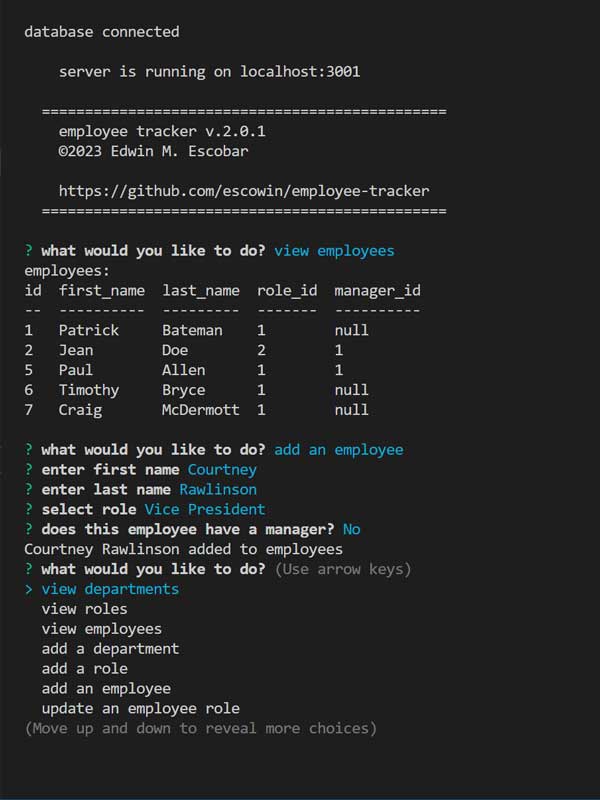 database connected
server is running on localhost:3001
===============================================
employee tracker v.2.0.1
©2023 Edwin M. Escobar
https://github.com/escowin/employee-tracker
===============================================
? what would you like to do? view employees
employees:
id  first_name  last_name  role_id  manager_id
--  ----------  ---------  -------  ----------
1   Patrick     Bateman    1        null
2   Jean        Doe        2        1
5   Paul        Allen      1        1
6   Timothy     Bryce      1        null
7   Craig       McDermott  1        null
? what would you like to do? add an employee
? enter first name Courtney
? enter last name Rawlinson
? select role Vice President
? does this employee have a manager? No
Courtney Rawlinson added to employees
? what would you like to do? (Use arrow keys)
> view departments
view roles
view employees
add a department
add a role
add an employee
update an employee role
(Move up and down to reveal more choices)